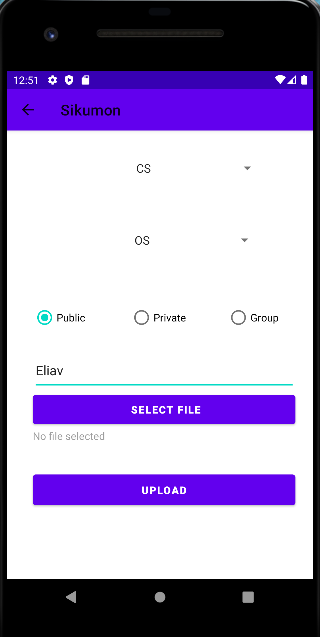 12:51
Sikumon
CS
OS
Public Private Group
Eliav
SELECT FILE
No file selected
UPLOAD